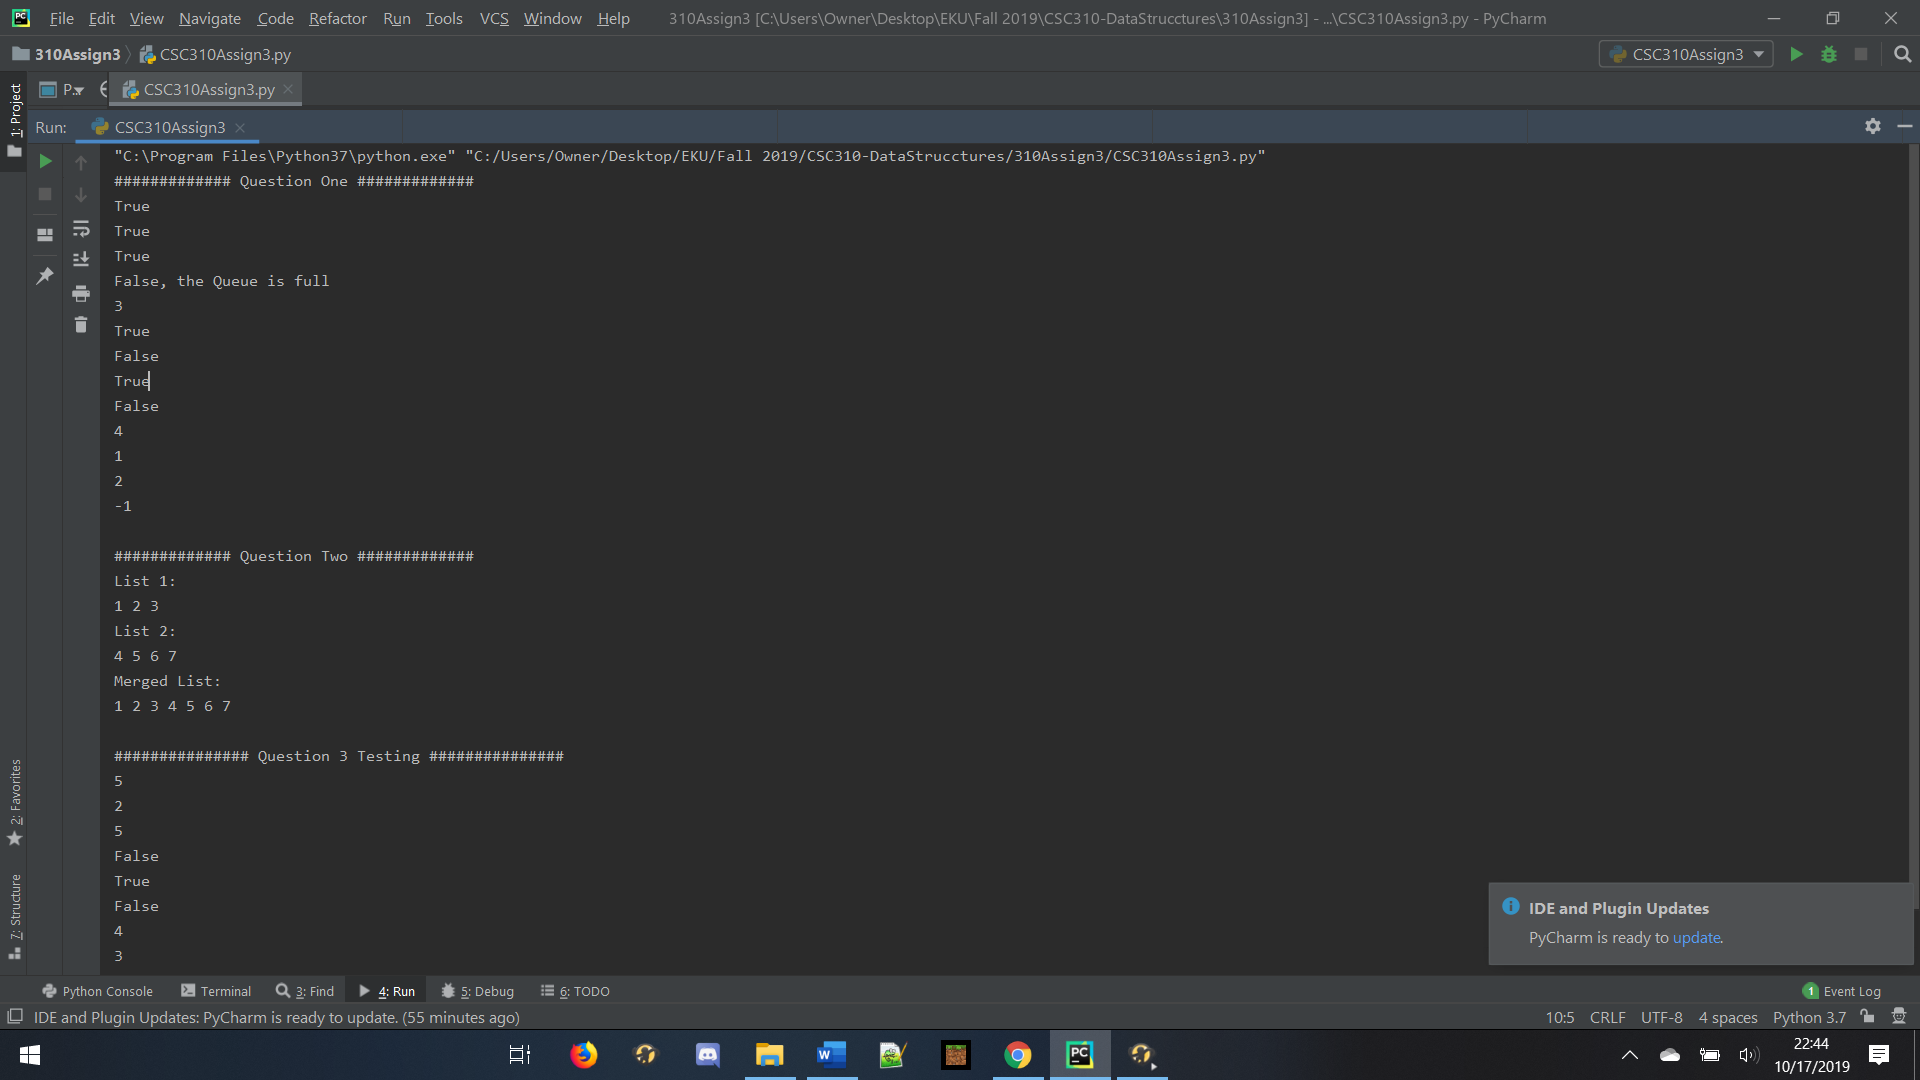 File Edit View Navigate Code Refactor Run Tools VCS Window Help 310Assign3 [C:\Users\Owner\Desktop\EKU\Fall 2019\CSC310-DataStrucctures\310Assign3] - ...\CSC310Assign3.py - PyCharm
310Assign3 CSC310Assign3.py CSC310Assign3
1: Project P.. CSC310Assign3.py
Run: CSC310Assign3
"C:\Program Files\Python37\python.exe" "C:/Users/Owner/Desktop/EKU/Fall 2019/CSC310-DataStrucctures/310Assign3/CSC310Assign3.py"
############# Question One #############
True
True
True
False, the Queue is full
3
True
False
True
False
4
1
2
-1
############# Question Two #############
List 1:
1 2 3
List 2:
4 5 6 7
Merged List:
1 2 3 4 5 6 7
############### Question 3 Testing ###############
5
2
5
False
True
False
4
3
2: Favorites
7: Structure
IDE and Plugin Updates
PyCharm is ready to update.
Python Console Terminal 3: Find 4: Run 5: Debug 6: TODO 1 Event Log
IDE and Plugin Updates: PyCharm is ready to update. (55 minutes ago) 10:5 CRLF UTF-8 4 spaces Python 3.7
22:44
10/17/2019